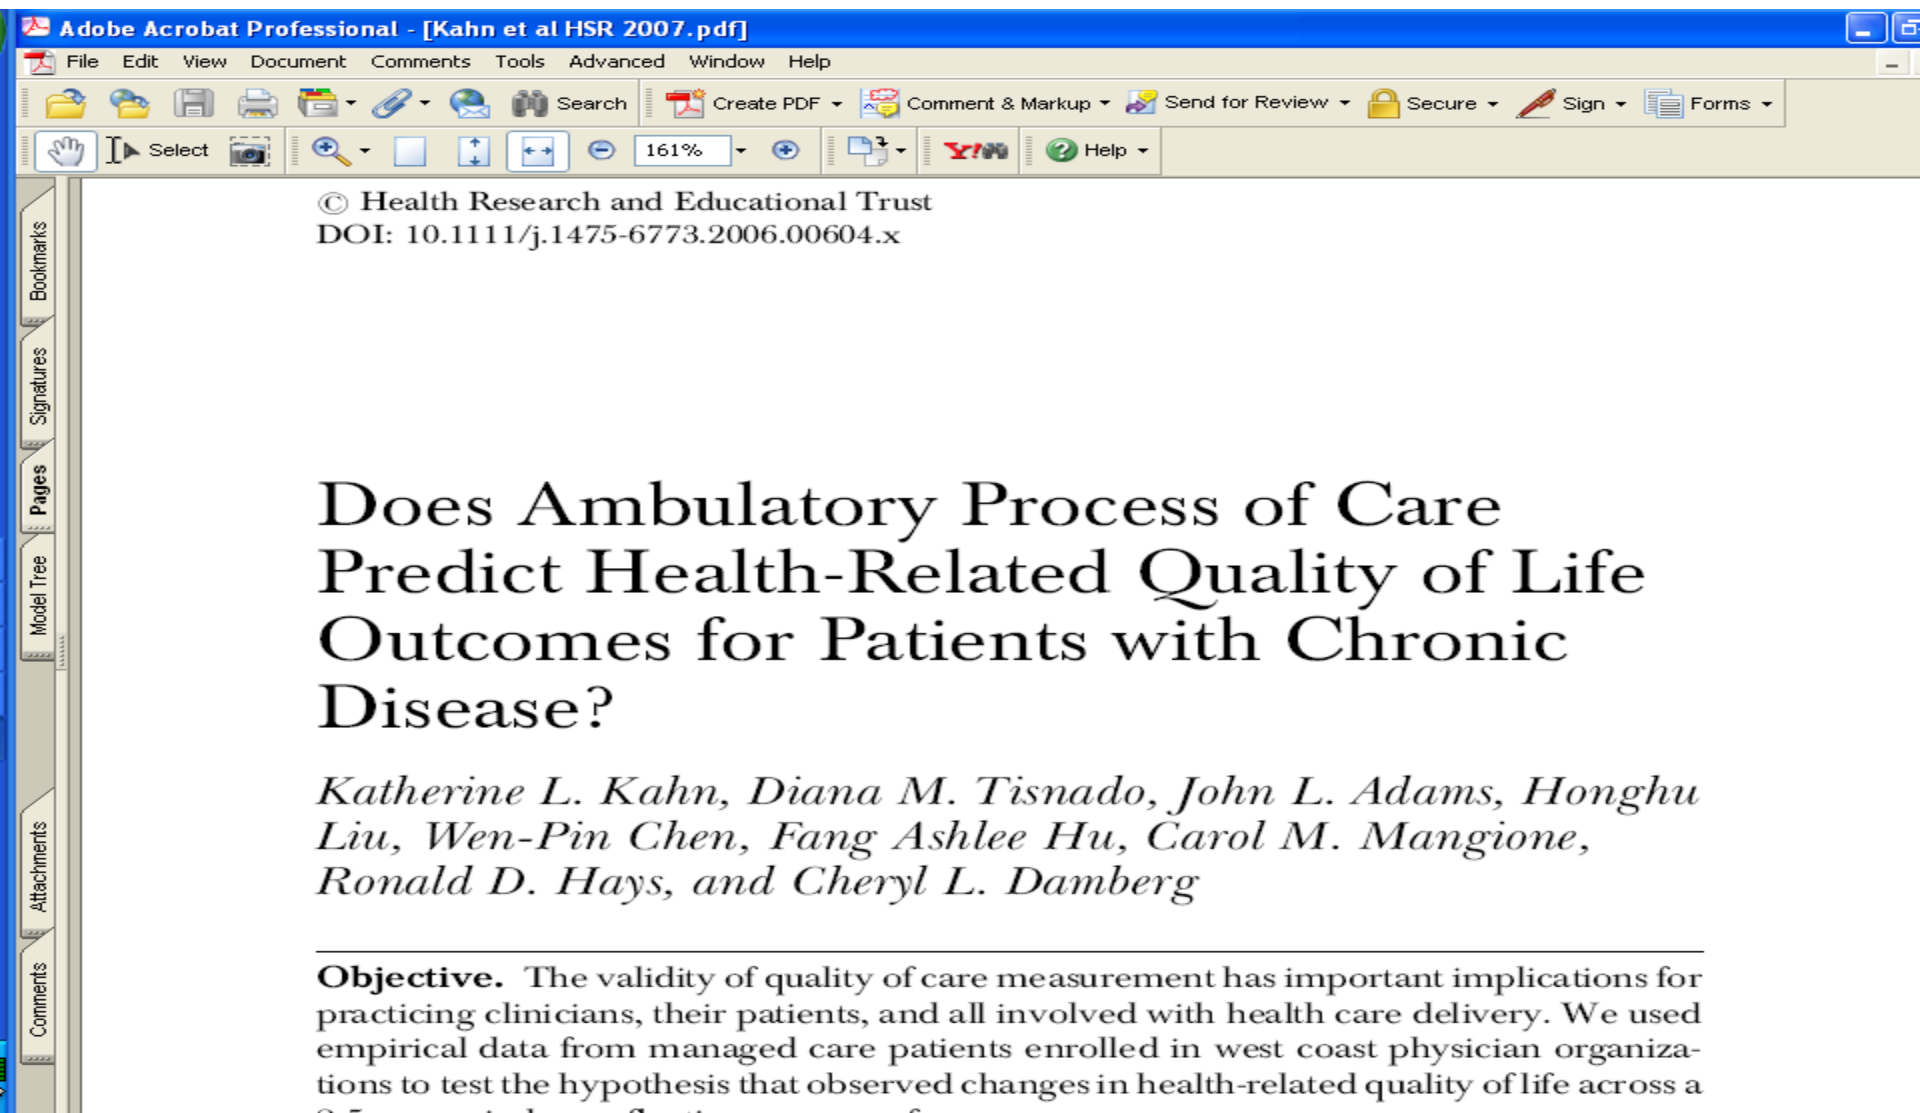 Adobe Acrobat Professional - [Kahn et al HSR 2007.pdf]
File Edit View Document Comments Tools Advanced Window Help
Search Create PDF Comment & Markup Send for Review Secure Sign Forms
Select 161% Y! Help
Bookmarks
Signatures
Pages
Model Tree
Attachments
Comments
© Health Research and Educational Trust
DOI: 10.1111/j.1475-6773.2006.00604.x
Does Ambulatory Process of Care
Predict Health-Related Quality of Life
Outcomes for Patients with Chronic
Disease?
Katherine L. Kahn, Diana M. Tisnado, John L. Adams, Honghu
Liu, Wen-Pin Chen, Fang Ashlee Hu, Carol M. Mangione,
Ronald D. Hays, and Cheryl L. Damberg
Objective. The validity of quality of care measurement has important implications for
practicing clinicians, their patients, and all involved with health care delivery. We used
empirical data from managed care patients enrolled in west coast physician organiza-
tions to test the hypothesis that observed changes in health-related quality of life across a